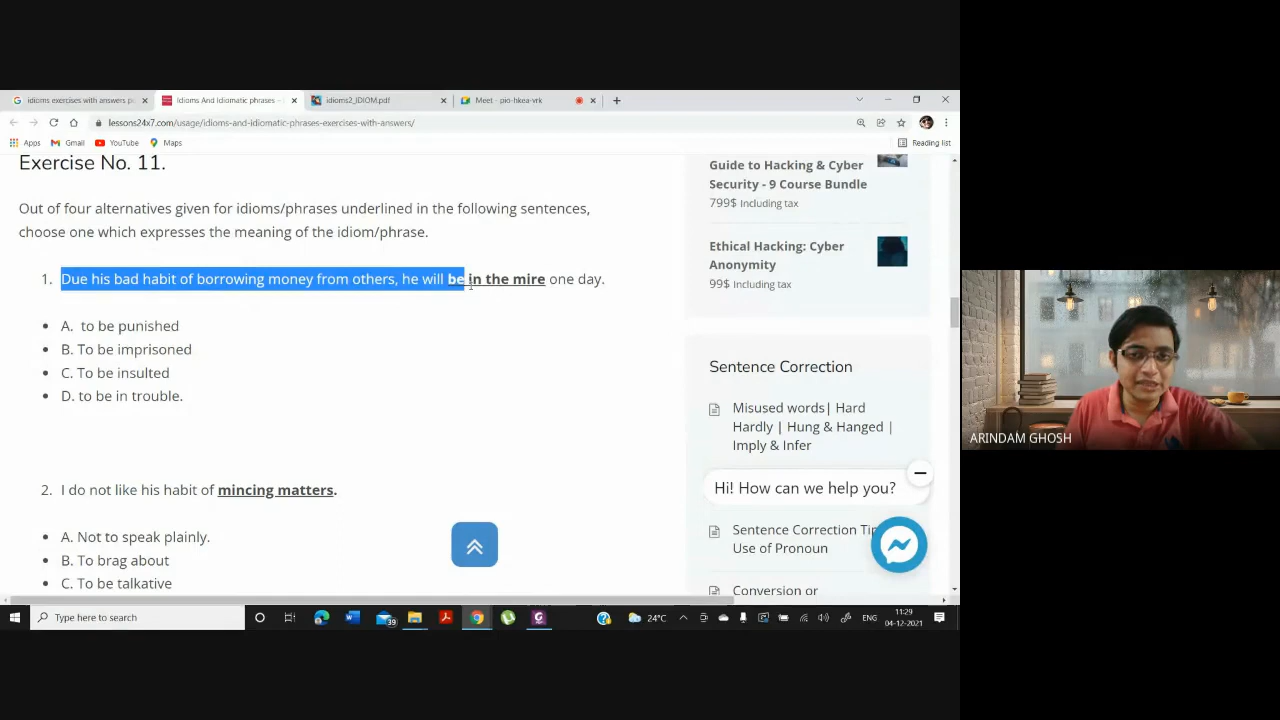 idioms exercises with answers p
Idioms And Idiomatic phrases -
idioms2_IDIOM.pdf
Meet - pio-hkea-vrk
lessons24x7.com/usage/idioms-and-idiomatic-phrases-exercises-with-answers/
Apps
Gmail
YouTube
Maps
Reading list
Exercise No. 11.
Out of four alternatives given for idioms/phrases underlined in the following sentences,
choose one which expresses the meaning of the idiom/phrase.
1. Due his bad habit of borrowing money from others, he will be in the mire one day.
A. to be punished
B. To be imprisoned
C. To be insulted
D. to be in trouble.
2. I do not like his habit of mincing matters.
A. Not to speak plainly.
B. To brag about
C. To be talkative
Guide to Hacking & Cyber
Security - 9 Course Bundle
799$ Including tax
Ethical Hacking: Cyber
Anonymity
99$ Including tax
Sentence Correction
Misused words| Hard
Hardly | Hung & Hanged |
Imply & Infer
Hi! How can we help you?
Sentence Correction Tip
Use of Pronoun
Conversion or
ARINDAM GHOSH
Type here to search
39
24°C
ENG
11:29
04-12-2021